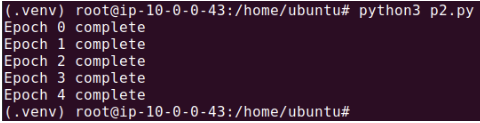 (.venv) root@ip-10-0-0-43:/home/ubuntu# python3 p2.py
Epoch 0 complete
Epoch 1 complete
Epoch 2 complete
Epoch 3 complete
Epoch 4 complete
(.venv) root@ip-10-0-0-43:/home/ubuntu#